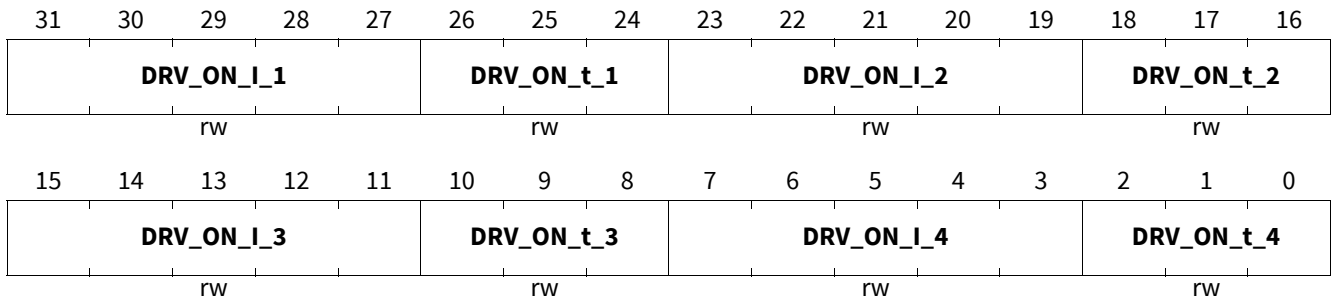 31 30 29 28 27 26 25 24 23 22 21 20 19 18 17 16
DRV_ON_I_1 DRV_ON_t_1 DRV_ON_I_2 DRV_ON_t_2
rw rw rw rw
15 14 13 12 11 10 9 8 7 6 5 4 3 2 1 0
DRV_ON_I_3 DRV_ON_t_3 DRV_ON_I_4 DRV_ON_t_4
rw rw rw rw